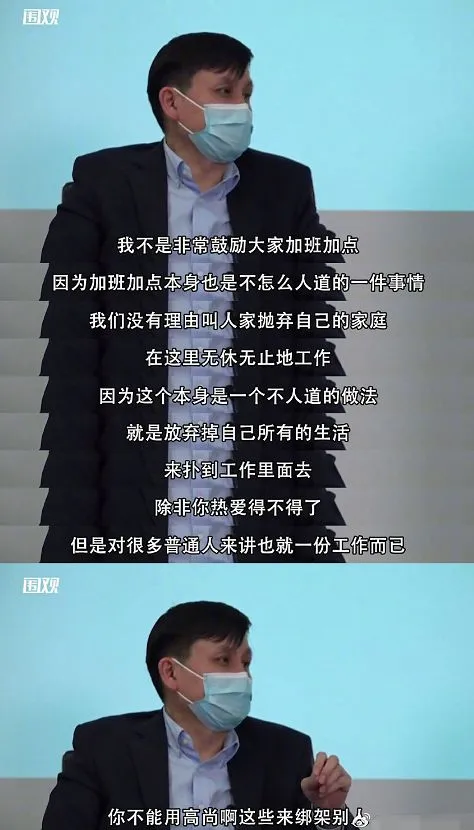 围观
我不是非常鼓励大家加班加点
因为加班加点本身也是不怎么人道的一件事情
我们没有理由叫人家抛弃自己的家庭
在这里无休无止地工作
因为这个本身是一个不人道的做法
就是放弃掉自己所有的生活
来扑到工作里面去
除非你热爱得不得了
但是对很多普通人来讲也就一份工作而已
围观
你不能用高尚啊这些来绑架别